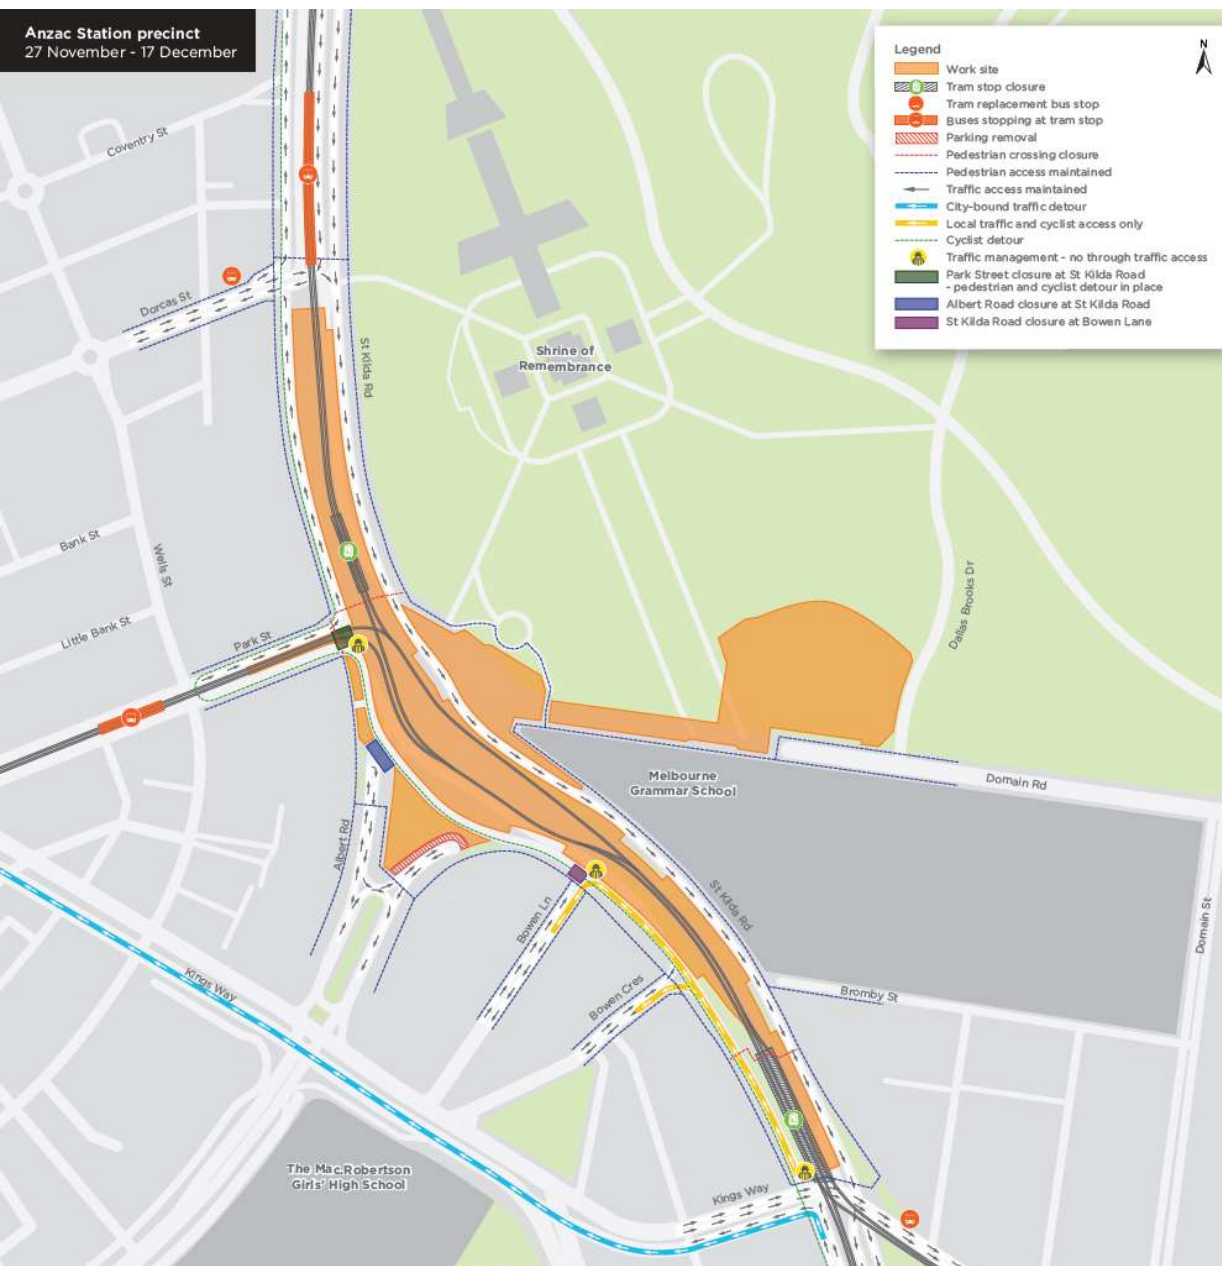 Anzac Station precinct
27 November - 17 December
Legend
N
Work site
Tram stop closure
Tram replacement bus stop
Buses stopping at tram stop
Parking removal
Pedestrian crossing closure
Pedestrian access maintained
Traffic access maintained
City-bound traffic detour
Local traffic and cyclist access only
Cyclist detour
Traffic management - no through traffic access
Park Street closure at St Kilda Road
- pedestrian and cyclist detour in place
Albert Road closure at St Kilda Road
St Kilda Road closure at Bowen Lane
Coventry St
Dorcas St
St Kilda Rd
Shrine of
Remembrance
Bank St
Wells St
Little Bank St
Park St
Dallas Brooks Dr
Melbourne
Grammar School
Domain Rd
Albert Rd
St Kilda Rd
Bowen Ln
Domain St
Kings Way
Bowen Cres
Bromby St
The Mac.Robertson
Girls' High School
Kings Way